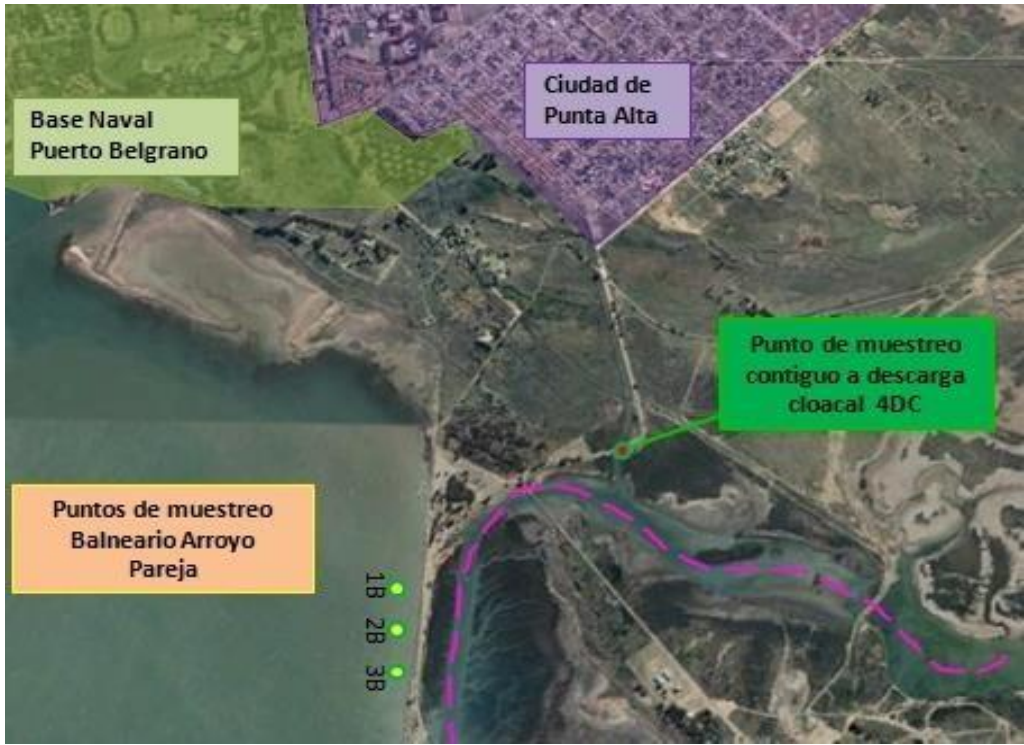 Ciudad de
Punta Alta
Base Naval
Puerto Belgrano
Punto de muestreo
contiguo a descarga
cloacal 4DC
Puntos de muestreo
Balneario Arroyo
Pareja
1B
2B
3B